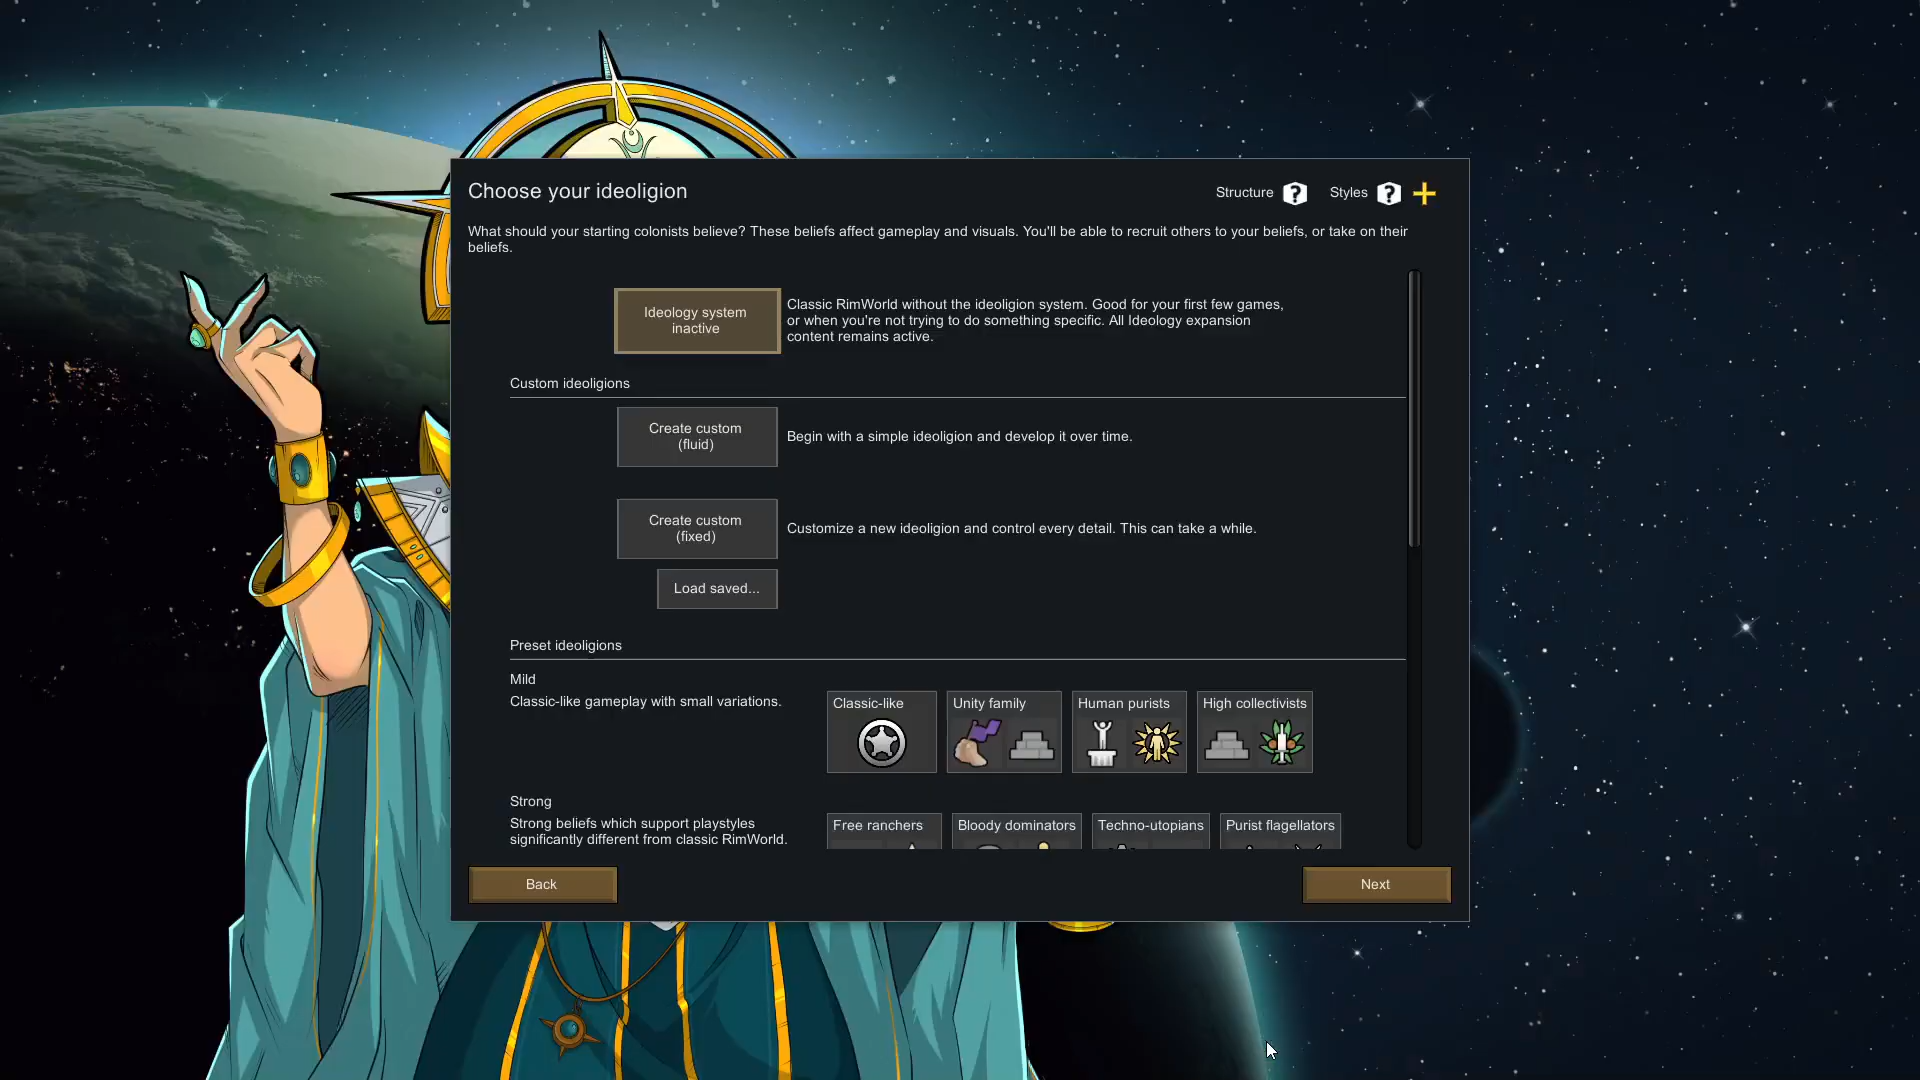 Choose your ideoligion
Structure ?
Styles ?
What should your starting colonists believe? These beliefs affect gameplay and visuals. You'll be able to recruit others to your beliefs, or take on their
beliefs.
Ideology system
inactive
Classic RimWorld without the ideoligion system. Good for your first few games,
or when you're not trying to do something specific. All Ideology expansion
content remains active.
Custom ideoligions
Create custom
(fluid)
Begin with a simple ideoligion and develop it over time.
Create custom
(fixed)
Customize a new ideoligion and control every detail. This can take a while.
Load saved...
Preset ideoligions
Mild
Classic-like gameplay with small variations.
Classic-like
Unity family
Human purists
High collectivists
Strong
Strong beliefs which support playstyles
significantly different from classic RimWorld.
Free ranchers
Bloody dominators
Techno-utopians
Purist flagellators
Back
Next